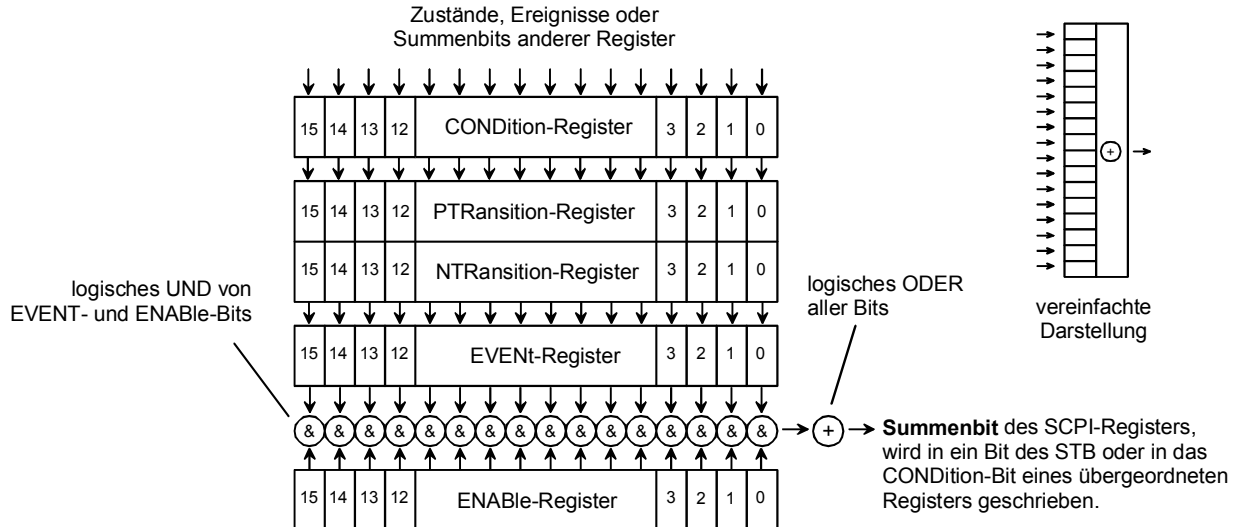 Zustände, Ereignisse oder
Summenbits anderer Register
15 14 13 12 CONDition-Register 3 2 1 0
15 14 13 12 PTRansition-Register 3 2 1 0
15 14 13 12 NTRansition-Register 3 2 1 0
logisches UND von
EVENT- und ENABle-Bits
logisches ODER
aller Bits
+
vereinfachte
Darstellung
15 14 13 12 EVENt-Register 3 2 1 0
& & & & & & & & & & & & & & & & +
Summenbit des SCPI-Registers,
wird in ein Bit des STB oder in das
CONDition-Bit eines übergeordneten
Registers geschrieben.
15 14 13 12 ENABle-Register 3 2 1 0